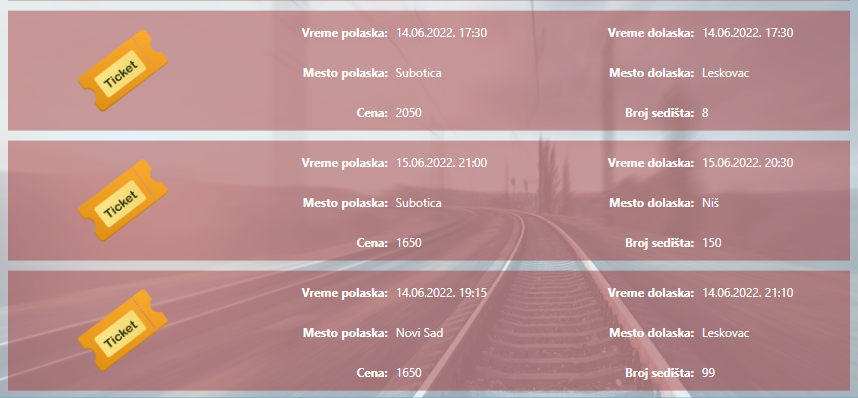 Vreme polaska: 14.06.2022. 17:30 Vreme dolaska: 14.06.2022. 17:30
Ticket
Mesto polaska: Subotica Mesto dolaska: Leskovac
Cena: 2050 Broj sedišta: 8
Vreme polaska: 15.06.2022. 21:00 Vreme dolaska: 15.06.2022. 20:30
Ticket
Mesto polaska: Subotica Mesto dolaska: Niš
Cena: 1650 Broj sedišta: 150
Vreme polaska: 14.06.2022. 19:15 Vreme dolaska: 14.06.2022. 21:10
Ticket
Mesto polaska: Novi Sad Mesto dolaska: Leskovac
Cena: 1650 Broj sedišta: 99